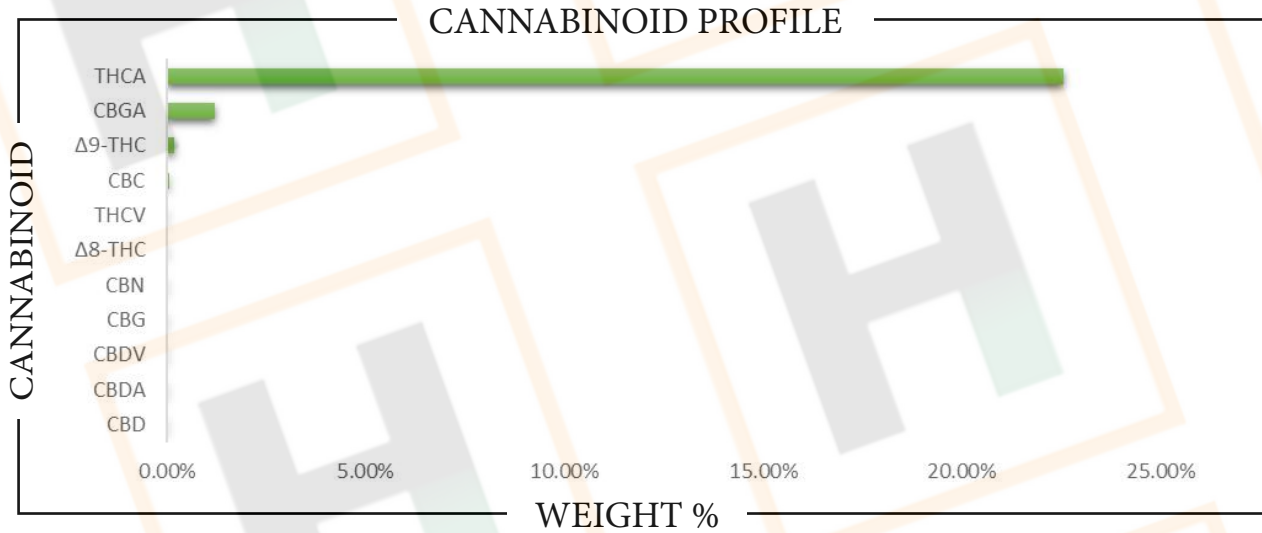 CANNABINOID PROFILE
CANNABINOID
THCA
CBGA
Δ9-THC
CBC
THCV
Δ8-THC
CBN
CBG
CBDV
CBDA
CBD
0.00% 5.00% 10.00% 15.00% 20.00% 25.00%
WEIGHT %